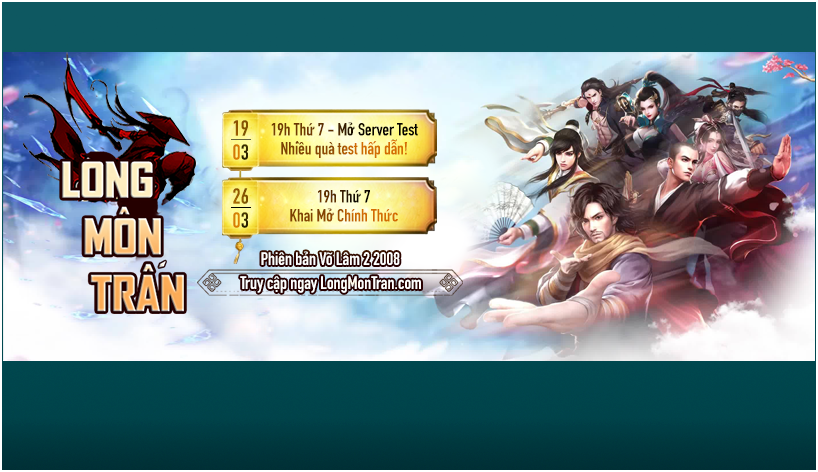 LONG
MÔN
TRẤN
19
03
19h Thứ 7 - Mở Server Test
Nhiều quà test hấp dẫn!
26
03
19h Thứ 7
Khai Mở Chính Thức
Phiên bản Võ Lâm 2 2008
Truy cập ngay LongMonTran.com